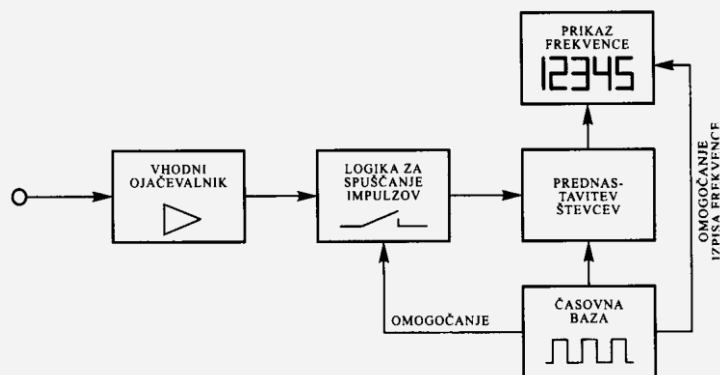 PRIKAZ
FREKVENCE
12345
VHODNI
OJAČEVALNIK
LOGIKA ZA
SPUŠČANJE
IMPULZOV
PREDNAS-
TAVITEV
ŠTEVCEV
OMOGOČANJE
IZPISA FREKVENCE
OMOGOČANJE
ČASOVNA
BAZA